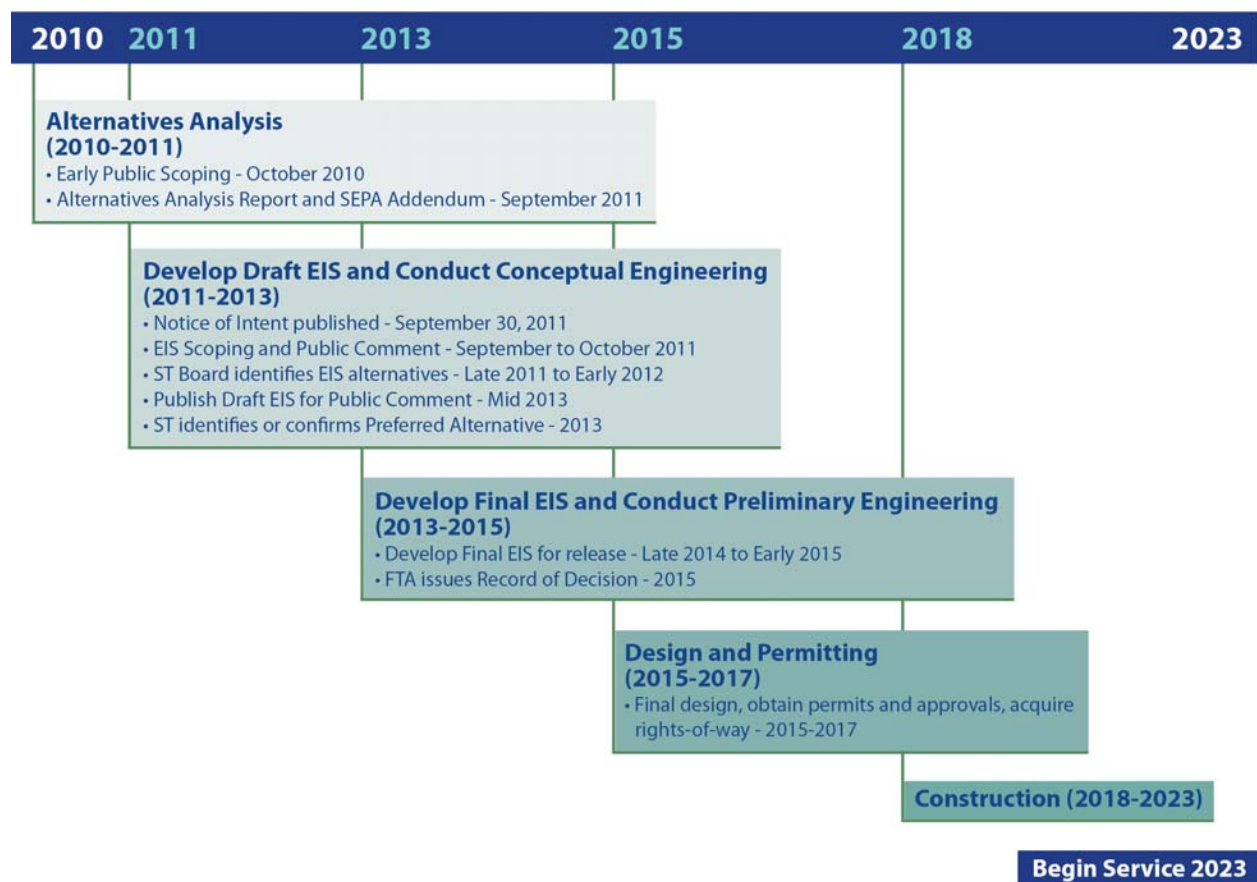 2010 2011 2013 2015 2018 2023
Alternatives Analysis
(2010-2011)
• Early Public Scoping - October 2010
• Alternatives Analysis Report and SEPA Addendum - September 2011
Develop Draft EIS and Conduct Conceptual Engineering
(2011-2013)
• Notice of Intent published - September 30, 2011
• EIS Scoping and Public Comment - September to October 2011
• ST Board identifies EIS alternatives - Late 2011 to Early 2012
• Publish Draft EIS for Public Comment - Mid 2013
• ST identifies or confirms Preferred Alternative - 2013
Develop Final EIS and Conduct Preliminary Engineering
(2013-2015)
• Develop Final EIS for release - Late 2014 to Early 2015
• FTA issues Record of Decision - 2015
Design and Permitting
(2015-2017)
• Final design, obtain permits and approvals, acquire
rights-of-way - 2015-2017
Construction (2018-2023)
Begin Service 2023